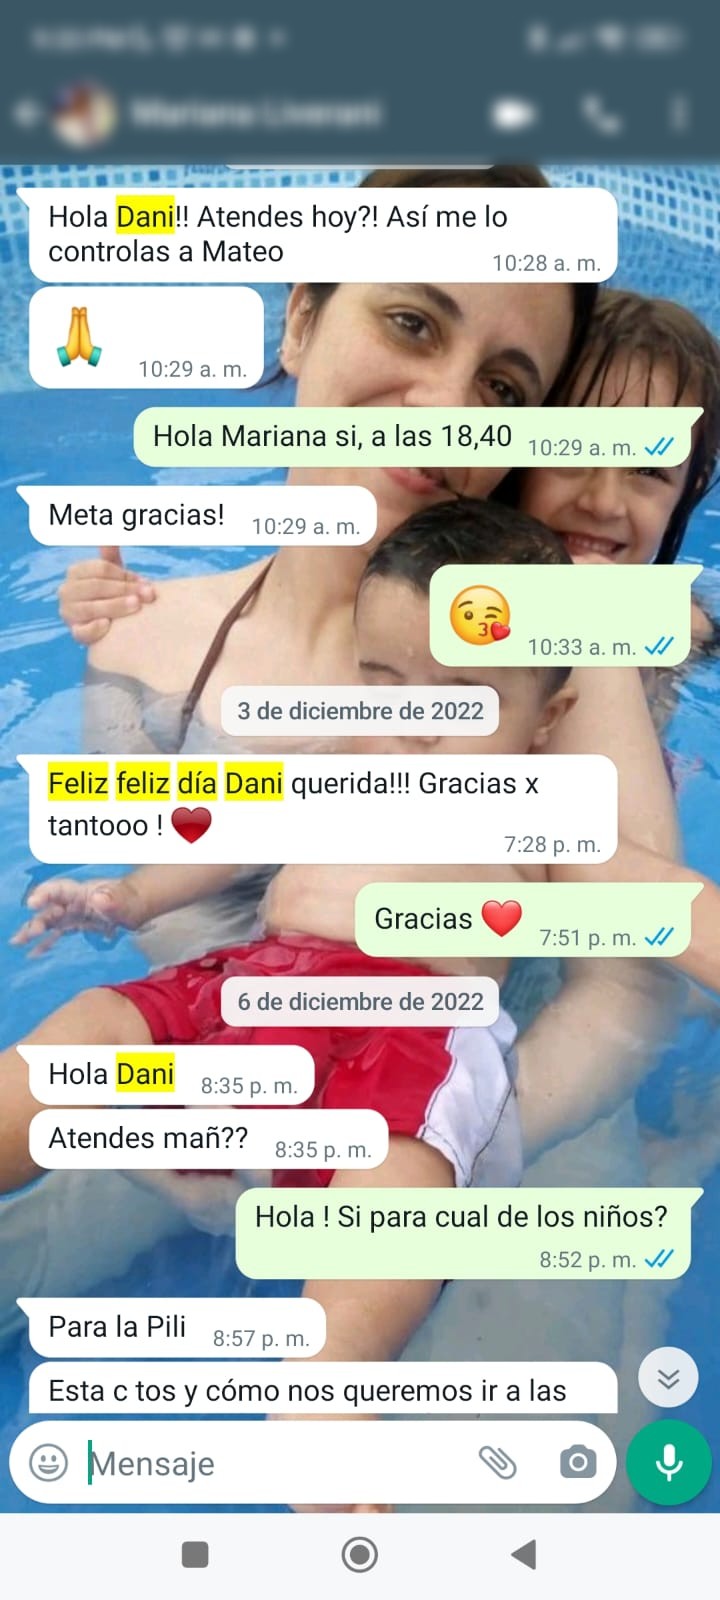 Hola Dani!! Atendes hoy?! Así me lo
controlas a Mateo
10:28 a. m.
🙏
10:29 a. m.
Hola Mariana si, a las 18,40 10:29 a. m.
Meta gracias! 10:29 a. m.
😘
10:33 a. m.
3 de diciembre de 2022
Feliz feliz día Dani querida!!! Gracias x
tantooo ! ❤️
7:28 p. m.
Gracias ❤️ 7:51 p. m.
6 de diciembre de 2022
Hola Dani 8:35 p. m.
Atendes mañ?? 8:35 p. m.
Hola ! Si para cual de los niños?
8:52 p. m.
Para la Pili 8:57 p. m.
Esta c tos y cómo nos queremos ir a las
Mensaje